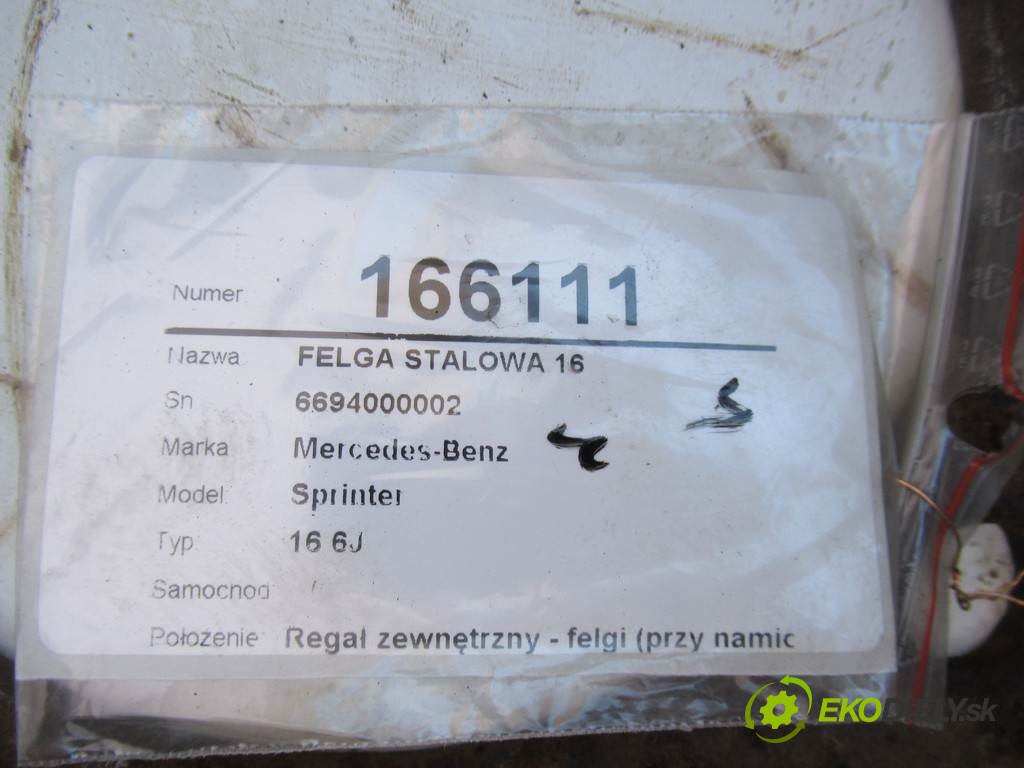 Numer 166111
Nazwa FELGA STALOWA 16
Sn 6694000002
Marka Mercedes-Benz
Model Sprinter
Typ: 16 6J
Samochod
Położenie Regał zewnętrzny - felgi (przy namic
EKODIELY.sk